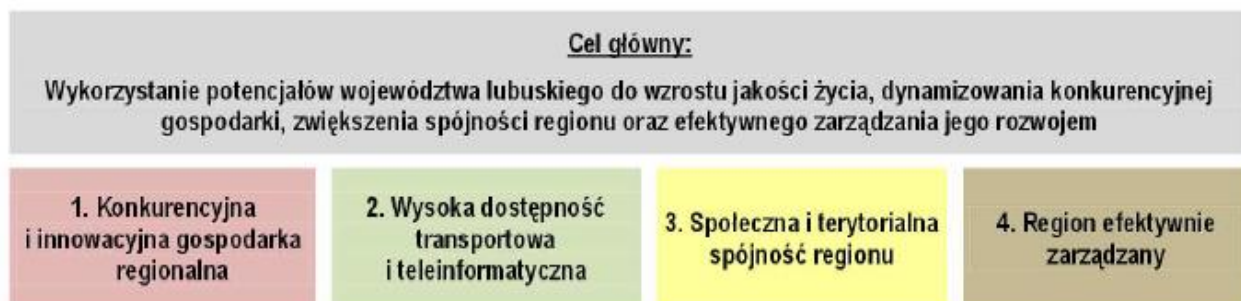 Cel główny:
Wykorzystanie potencjałów województwa lubuskiego do wzrostu jakości życia, dynamizowania konkurencyjnej
gospodarki, zwiększenia spójności regionu oraz efektywnego zarządzania jego rozwojem
1. Konkurencyjna
i innowacyjna gospodarka
regionalna
2. Wysoka dostępność
transportowa
i teleinformatyczna
3. Społeczna i terytorialna
spójność regionu
4. Region efektywnie
zarządzany